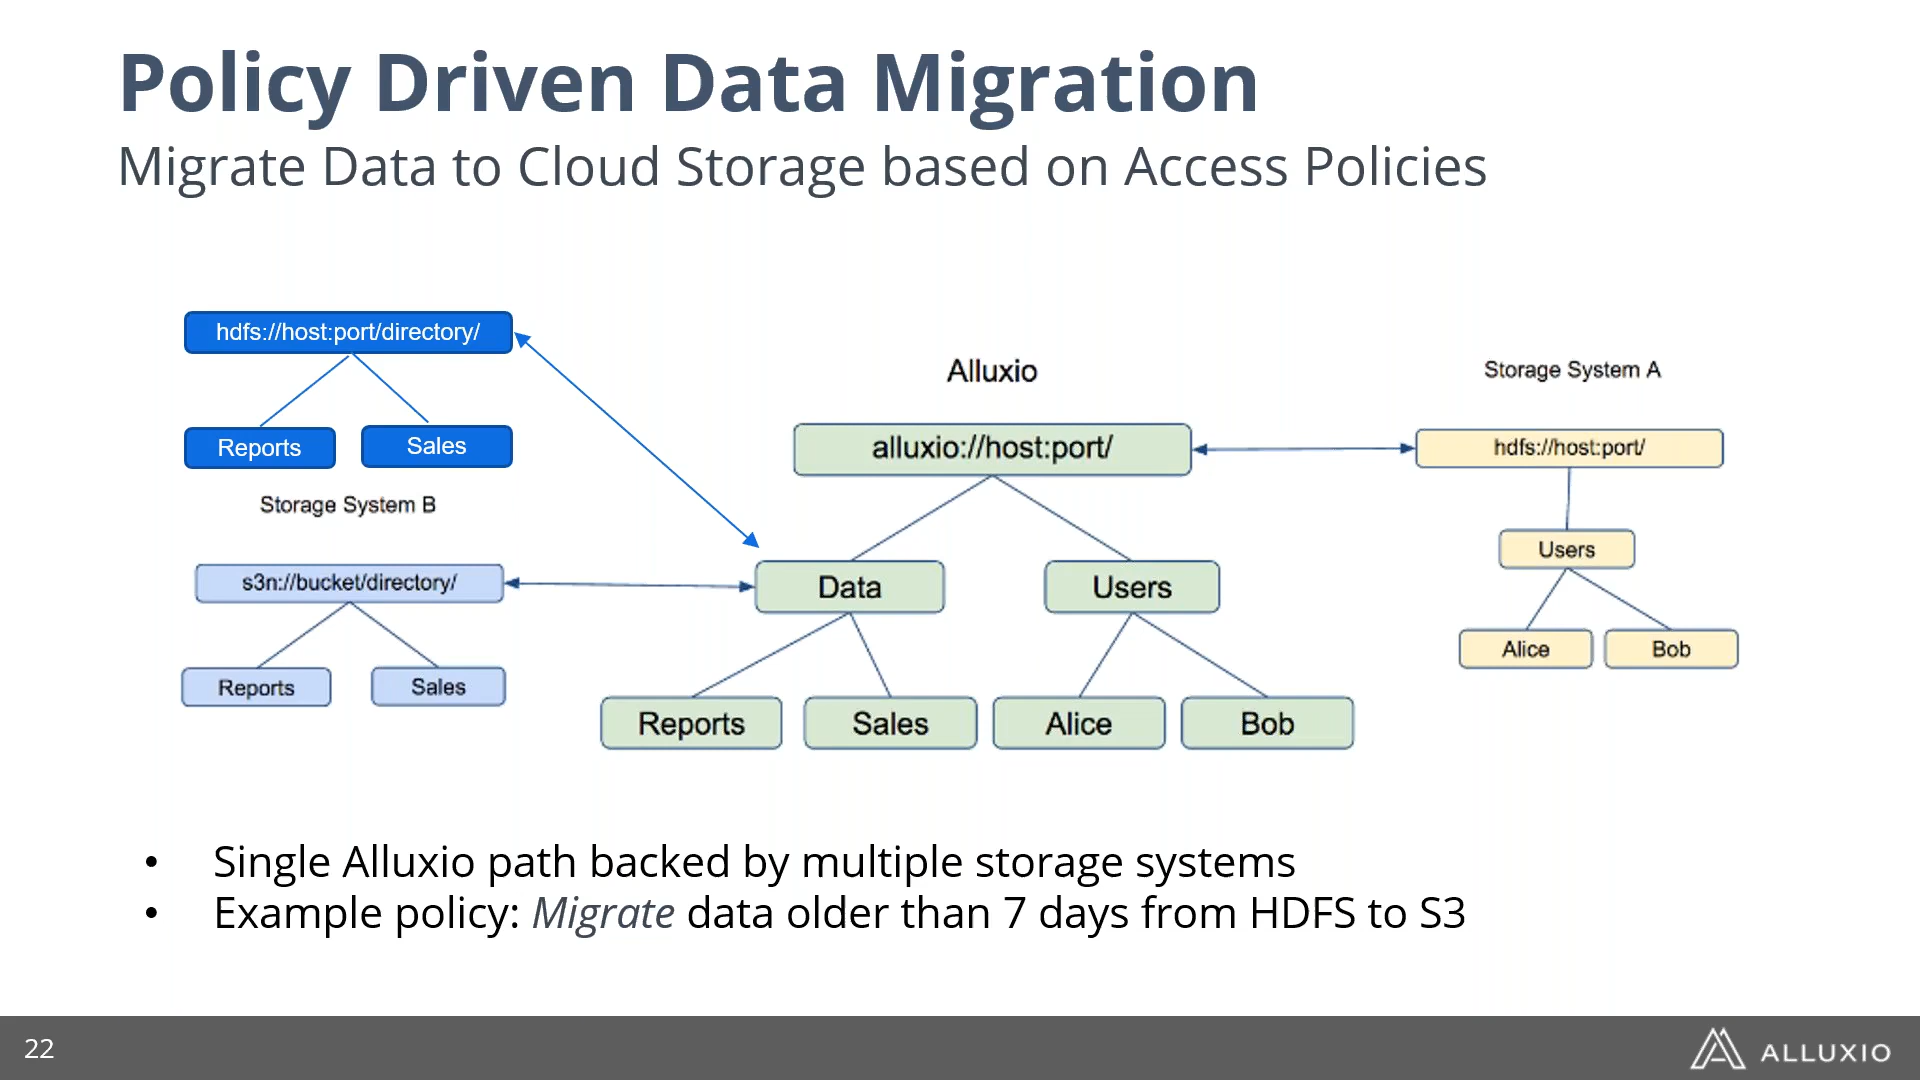 Policy Driven Data Migration
Migrate Data to Cloud Storage based on Access Policies
hdfs://host:port/directory/
Reports
Sales
Storage System B
s3n://bucket/directory/
Reports
Sales
Alluxio
alluxio://host:port/
Data
Users
Reports
Sales
Alice
Bob
Storage System A
hdfs://host:port/
Users
Alice
Bob
• Single Alluxio path backed by multiple storage systems
• Example policy: Migrate data older than 7 days from HDFS to S3
22
ALLUXIO